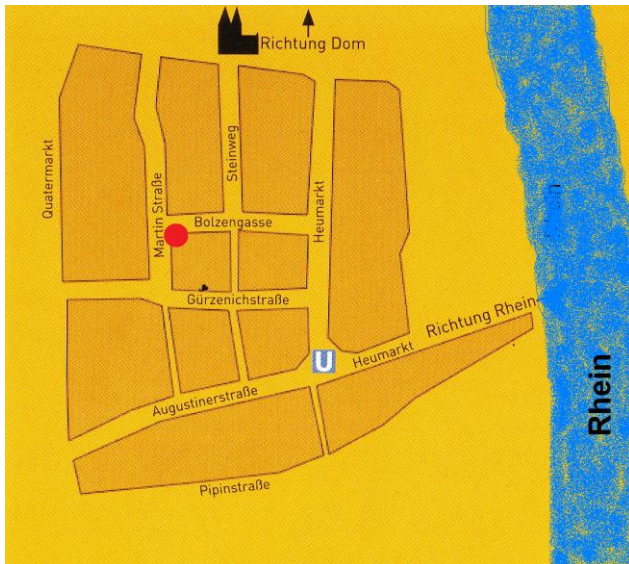 Richtung Dom
Quatermarkt
Martin Straße
Steinweg
Heumarkt
Bolzengasse
Gürzenichstraße
Richtung Rhein
Heumarkt
U
Augustinerstraße
Pipinstraße
Rhein